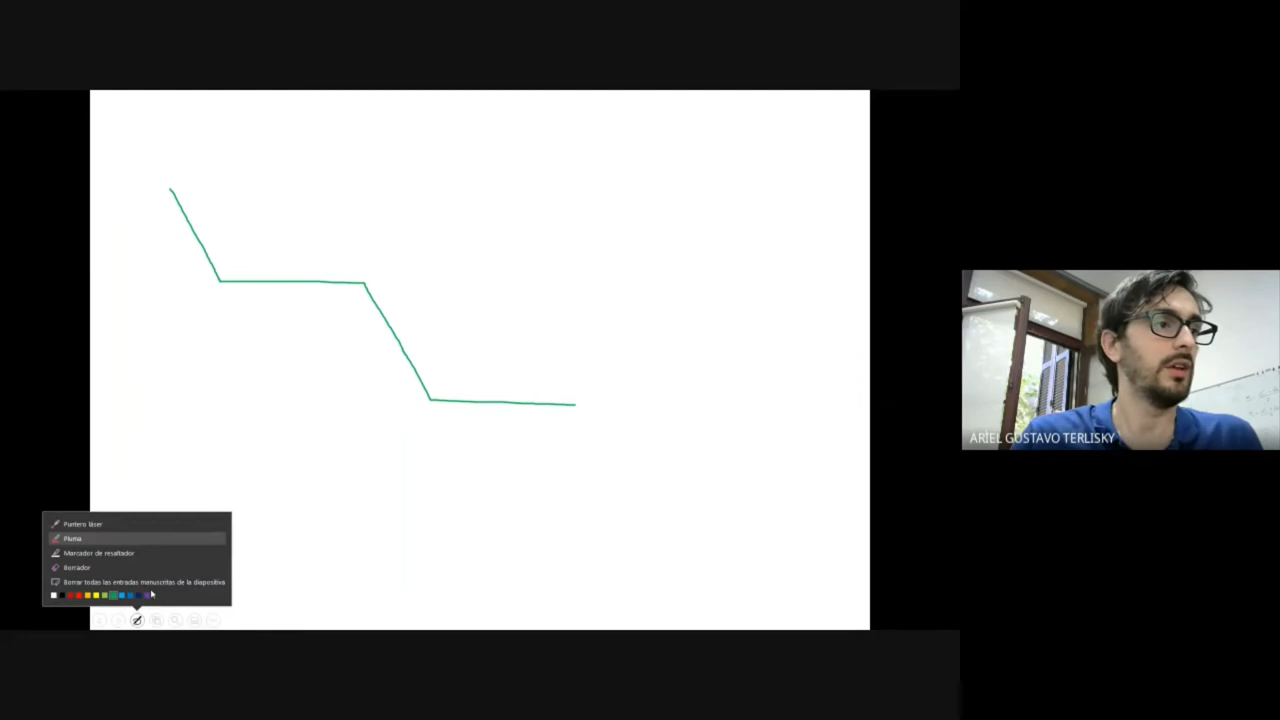 ARIEL GUSTAVO TERLISKY
Puntero láser
Pluma
Marcador de resaltador
Borrador
Borrar todas las entradas manuscritas de la diapositiva